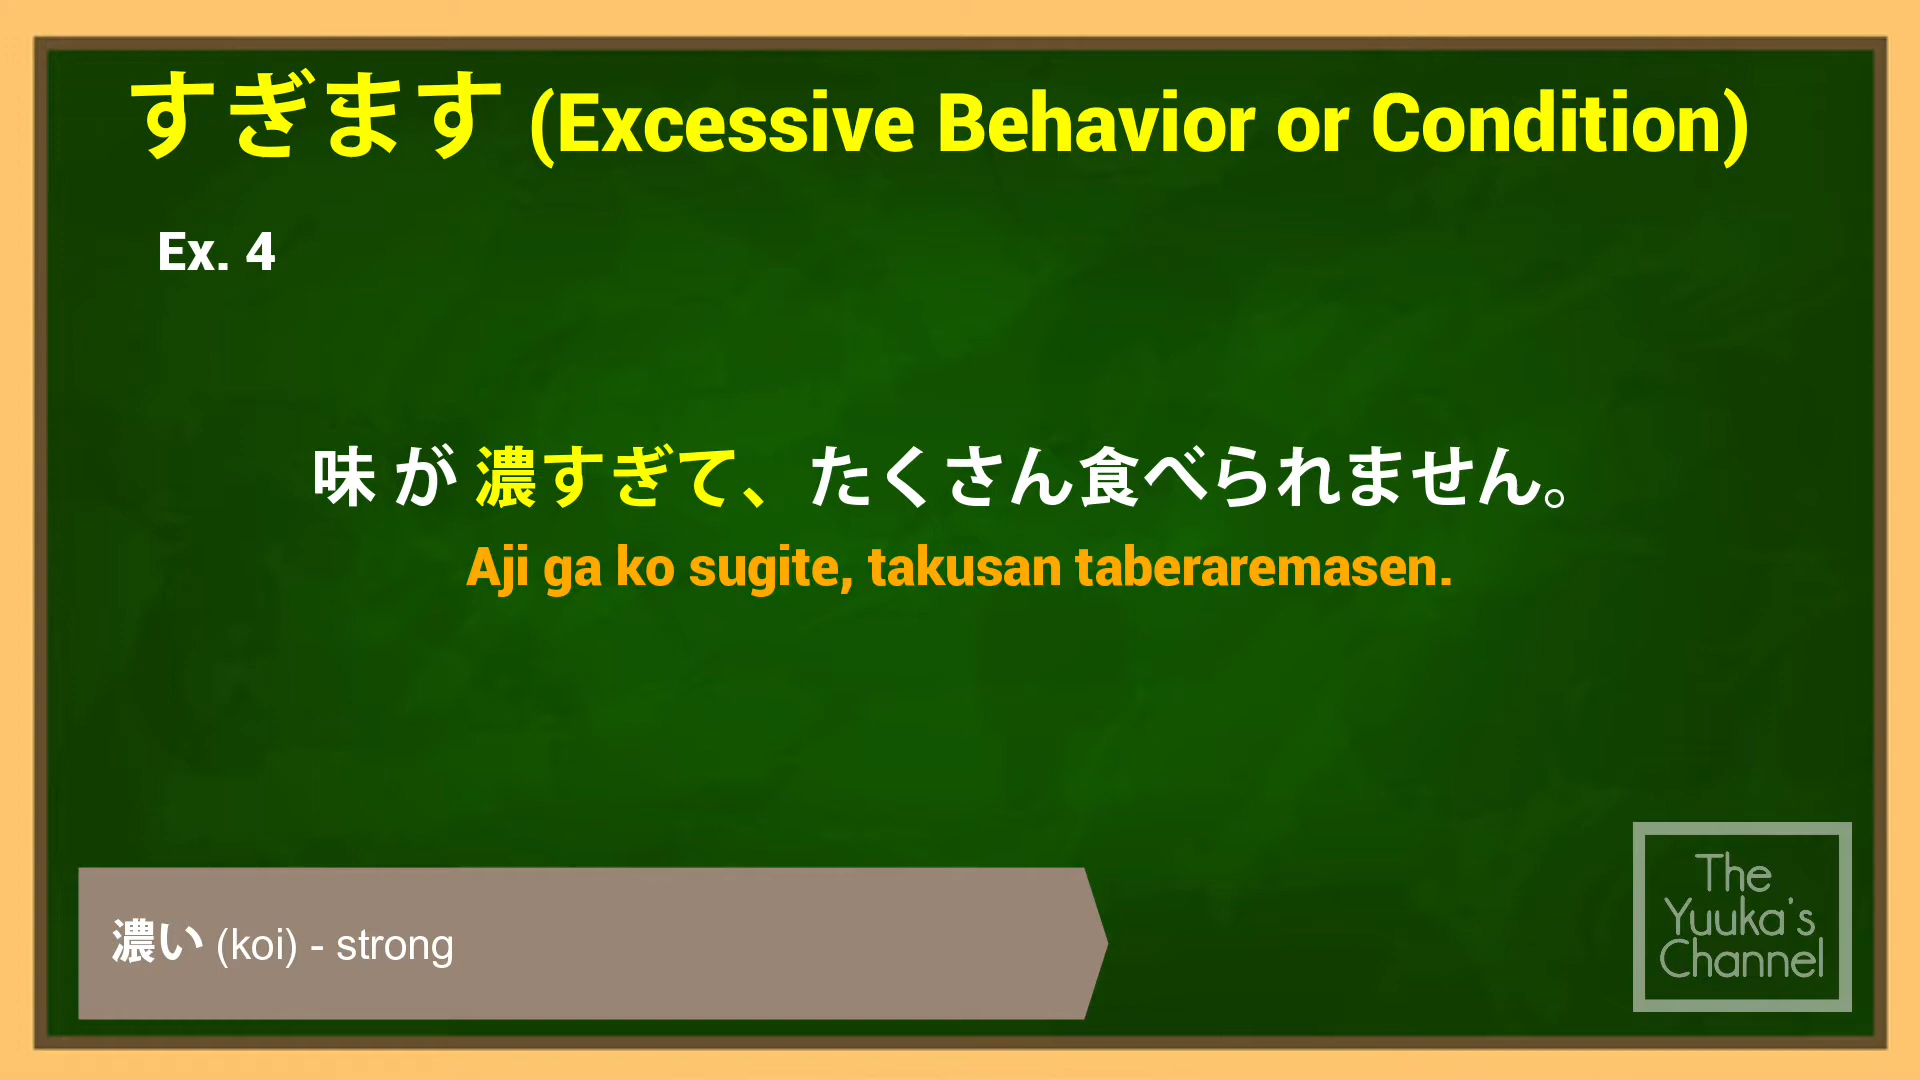 すぎます (Excessive Behavior or Condition)
Ex. 4
味 が 濃すぎて、たくさん食べられません。
Aji ga ko sugite, takusan taberaremasen.
濃い (koi) - strong
The
Yuuka's
Channel